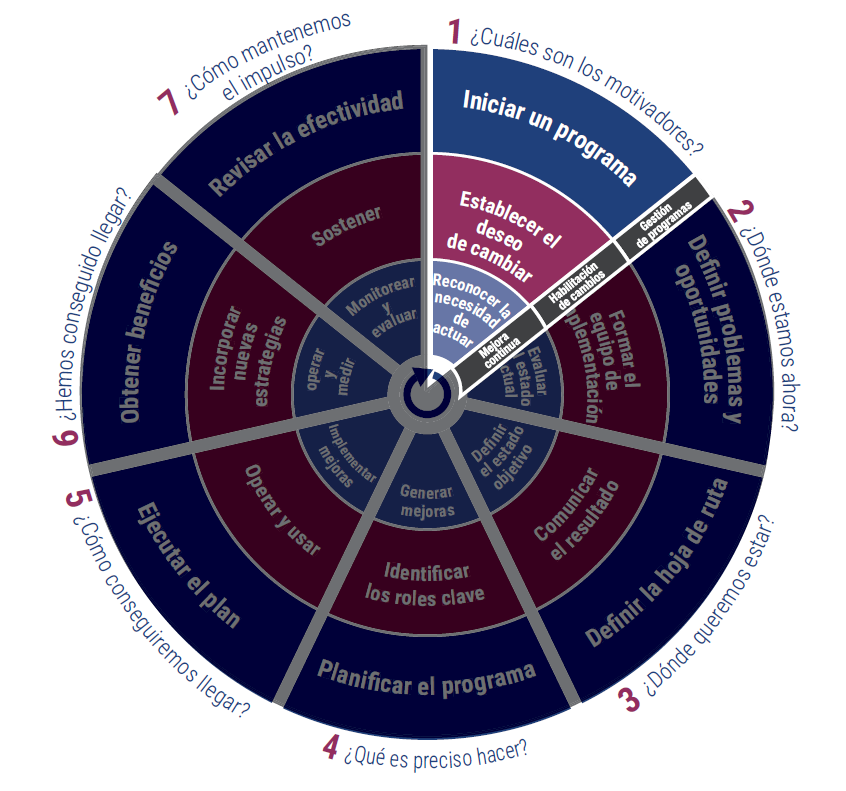 1 ¿Cuáles son los motivadores?
Iniciar un programa
Establecer el
deseo
de cambiar
Reconocer la
necesidad
de
actuar
Gestión
de programas
Habilitación
de cambios
Mejora
continua
2 ¿Dónde estamos ahora?
Definir problemas y
oportunidades
Formar el
equipo de
plementación
Evaluar
estado
ctual
3 ¿Dónde queremos estar?
Definir la hoja de ruta
Comunicar
el resultado
Definir
el estado
objetivo
4 ¿Qué es preciso hacer?
Planificar el programa
Identificar
los roles clave
Generar
mejoras
5 ¿Cómo conseguiremos llegar?
Ejecutar el plan
Operar y usar
Implementar
mejoras
6 ¿Hemos conseguido llegar?
Obtener beneficios
Incorporar
nuevas
estrategias
operar
y
medir
7 ¿Cómo mantenemos
el impulso?
Revisar la efectividad
Sostener
Monitorear
y
evaluar